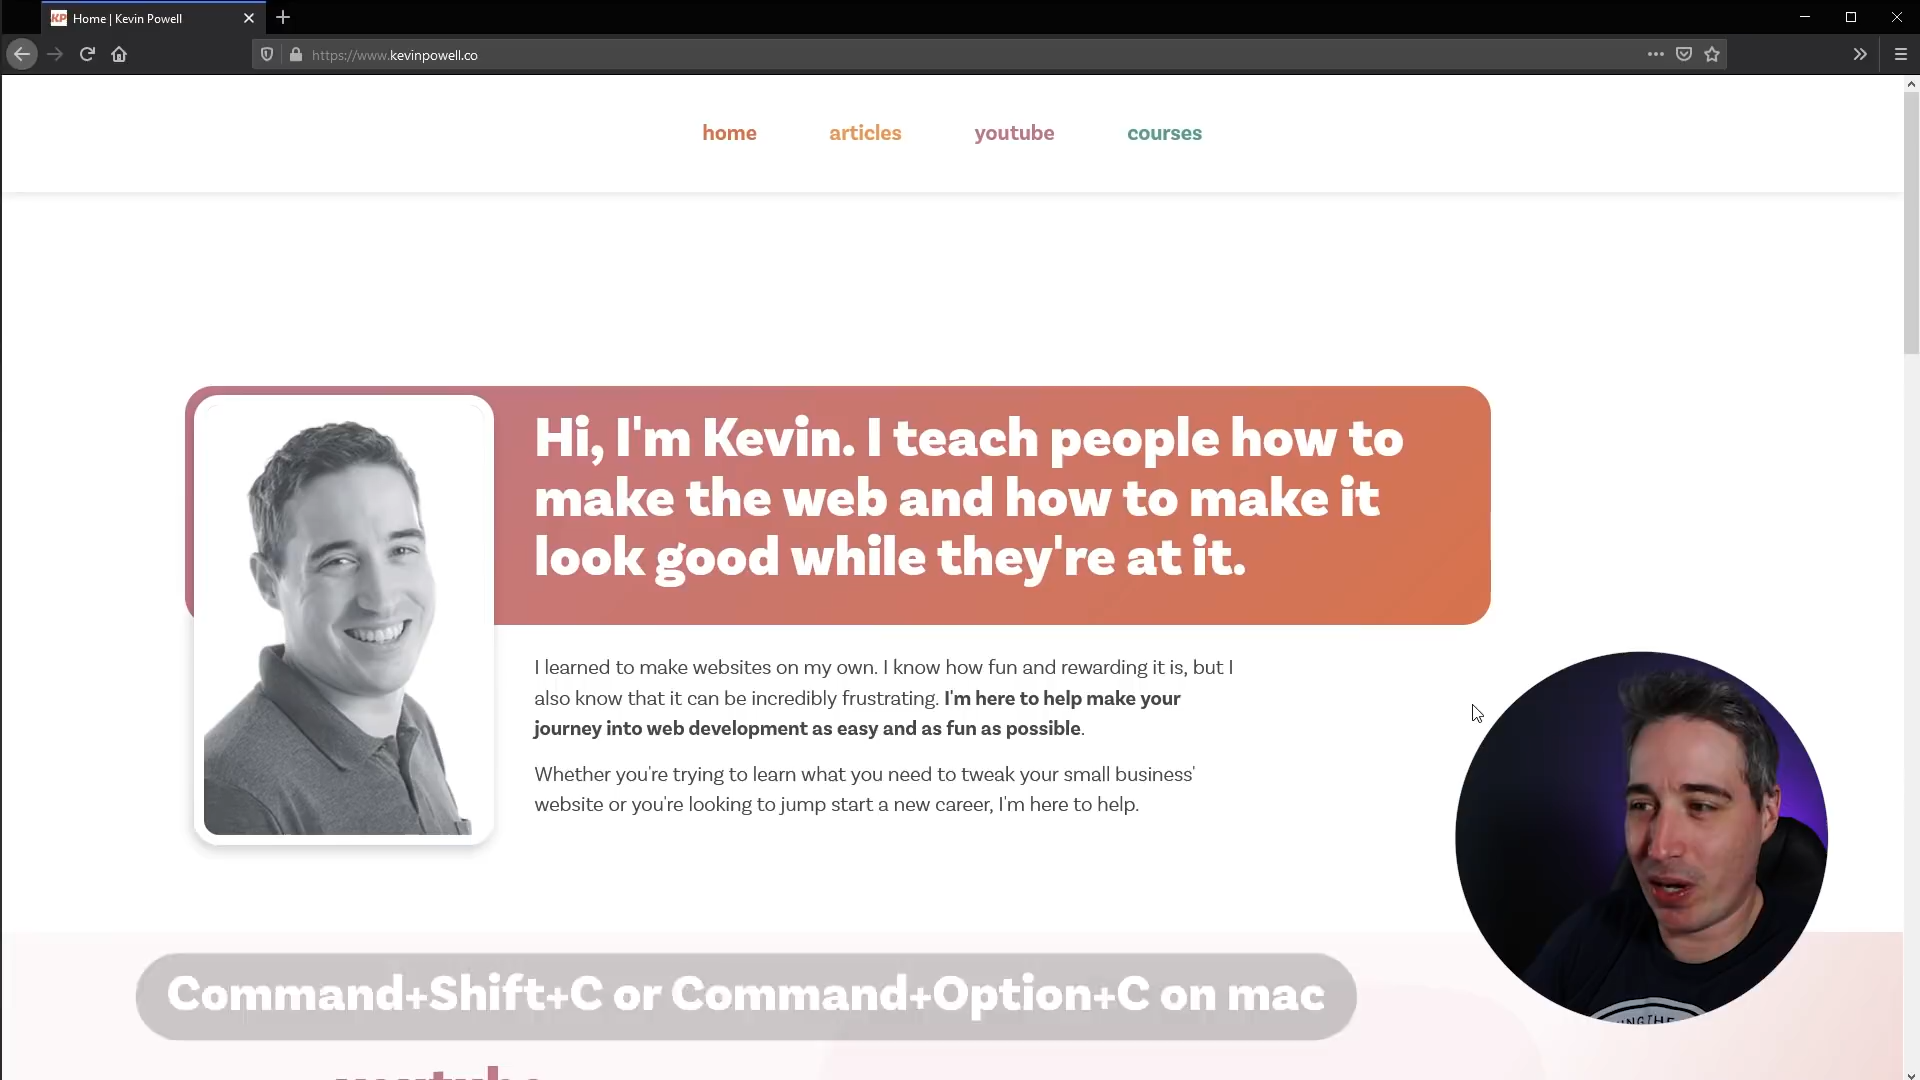 KP Home | Kevin Powell
https://www.kevinpowell.co
home articles youtube courses
Hi, I'm Kevin. I teach people how to
make the web and how to make it
look good while they're at it.
I learned to make websites on my own. I know how fun and rewarding it is, but I
also know that it can be incredibly frustrating. I'm here to help make your
journey into web development as easy and as fun as possible.
Whether you're trying to learn what you need to tweak your small business'
website or you're looking to jump start a new career, I'm here to help.
Command+Shift+C or Command+Option+C on mac
youtube